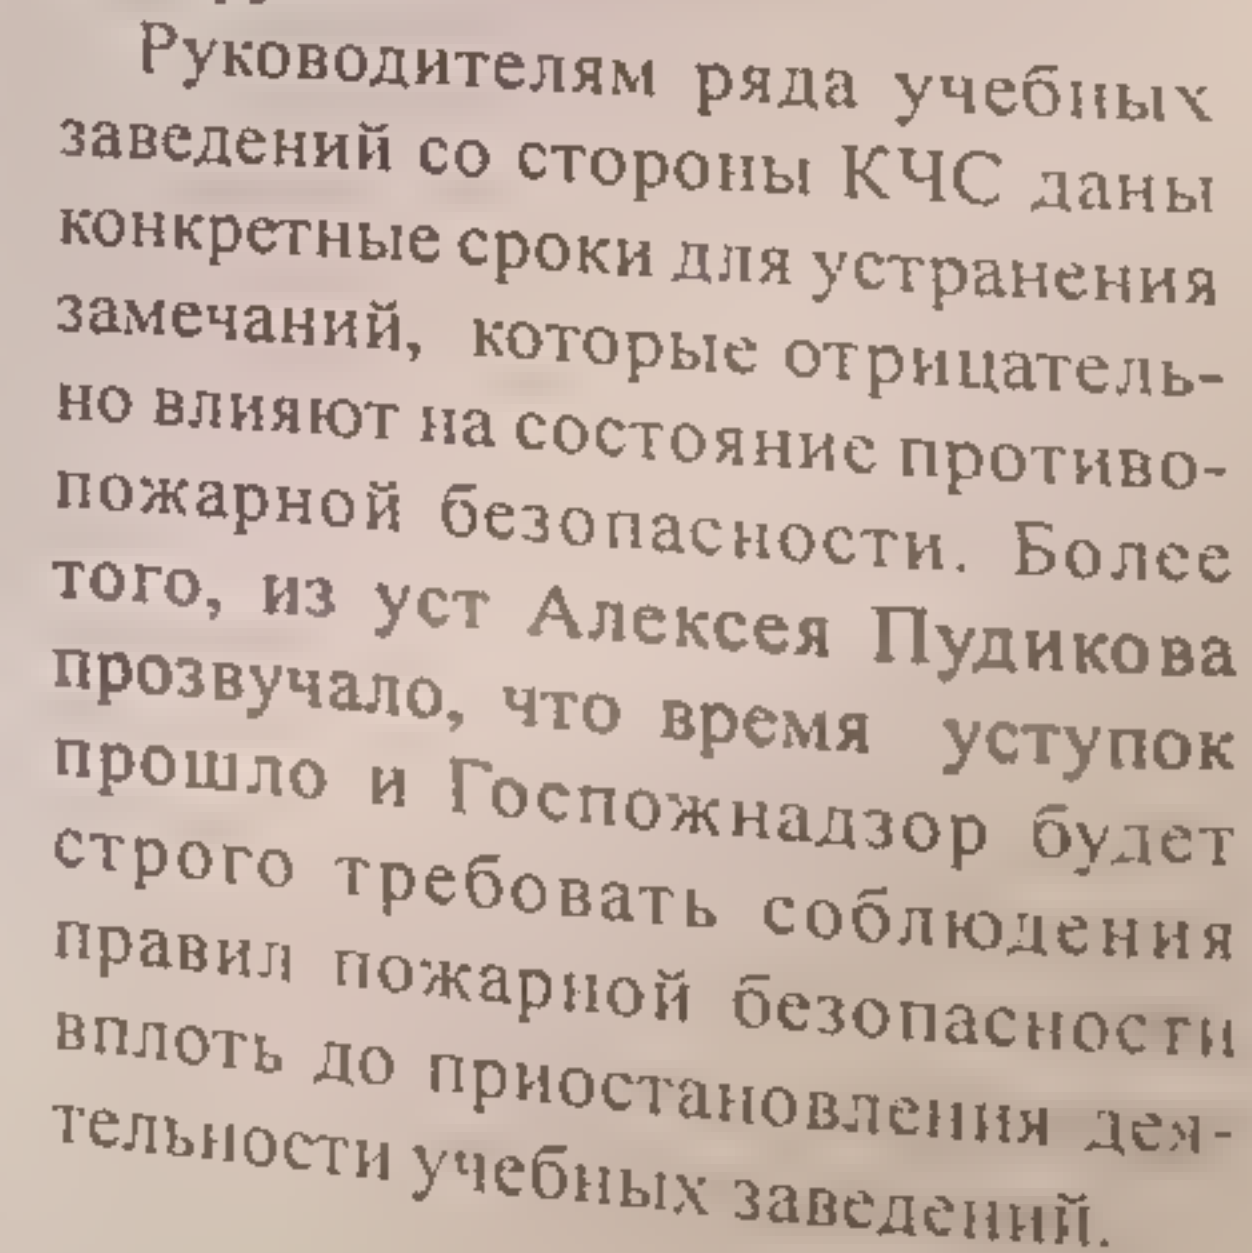 Руководителям ряда учебных
заведений со стороны КЧС даны
конкретные сроки для устранения
замечаний, которые отрицатель-
но влияют на состояние противо-
пожарной безопасности. Более
того, из уст Алексея Пудикова
прозвучало, что время уступок
прошло и Госпожнадзор будет
строго требовать соблюдения
правил пожарной безопасности
вплоть до приостановления дея-
тельности учебных заведений.